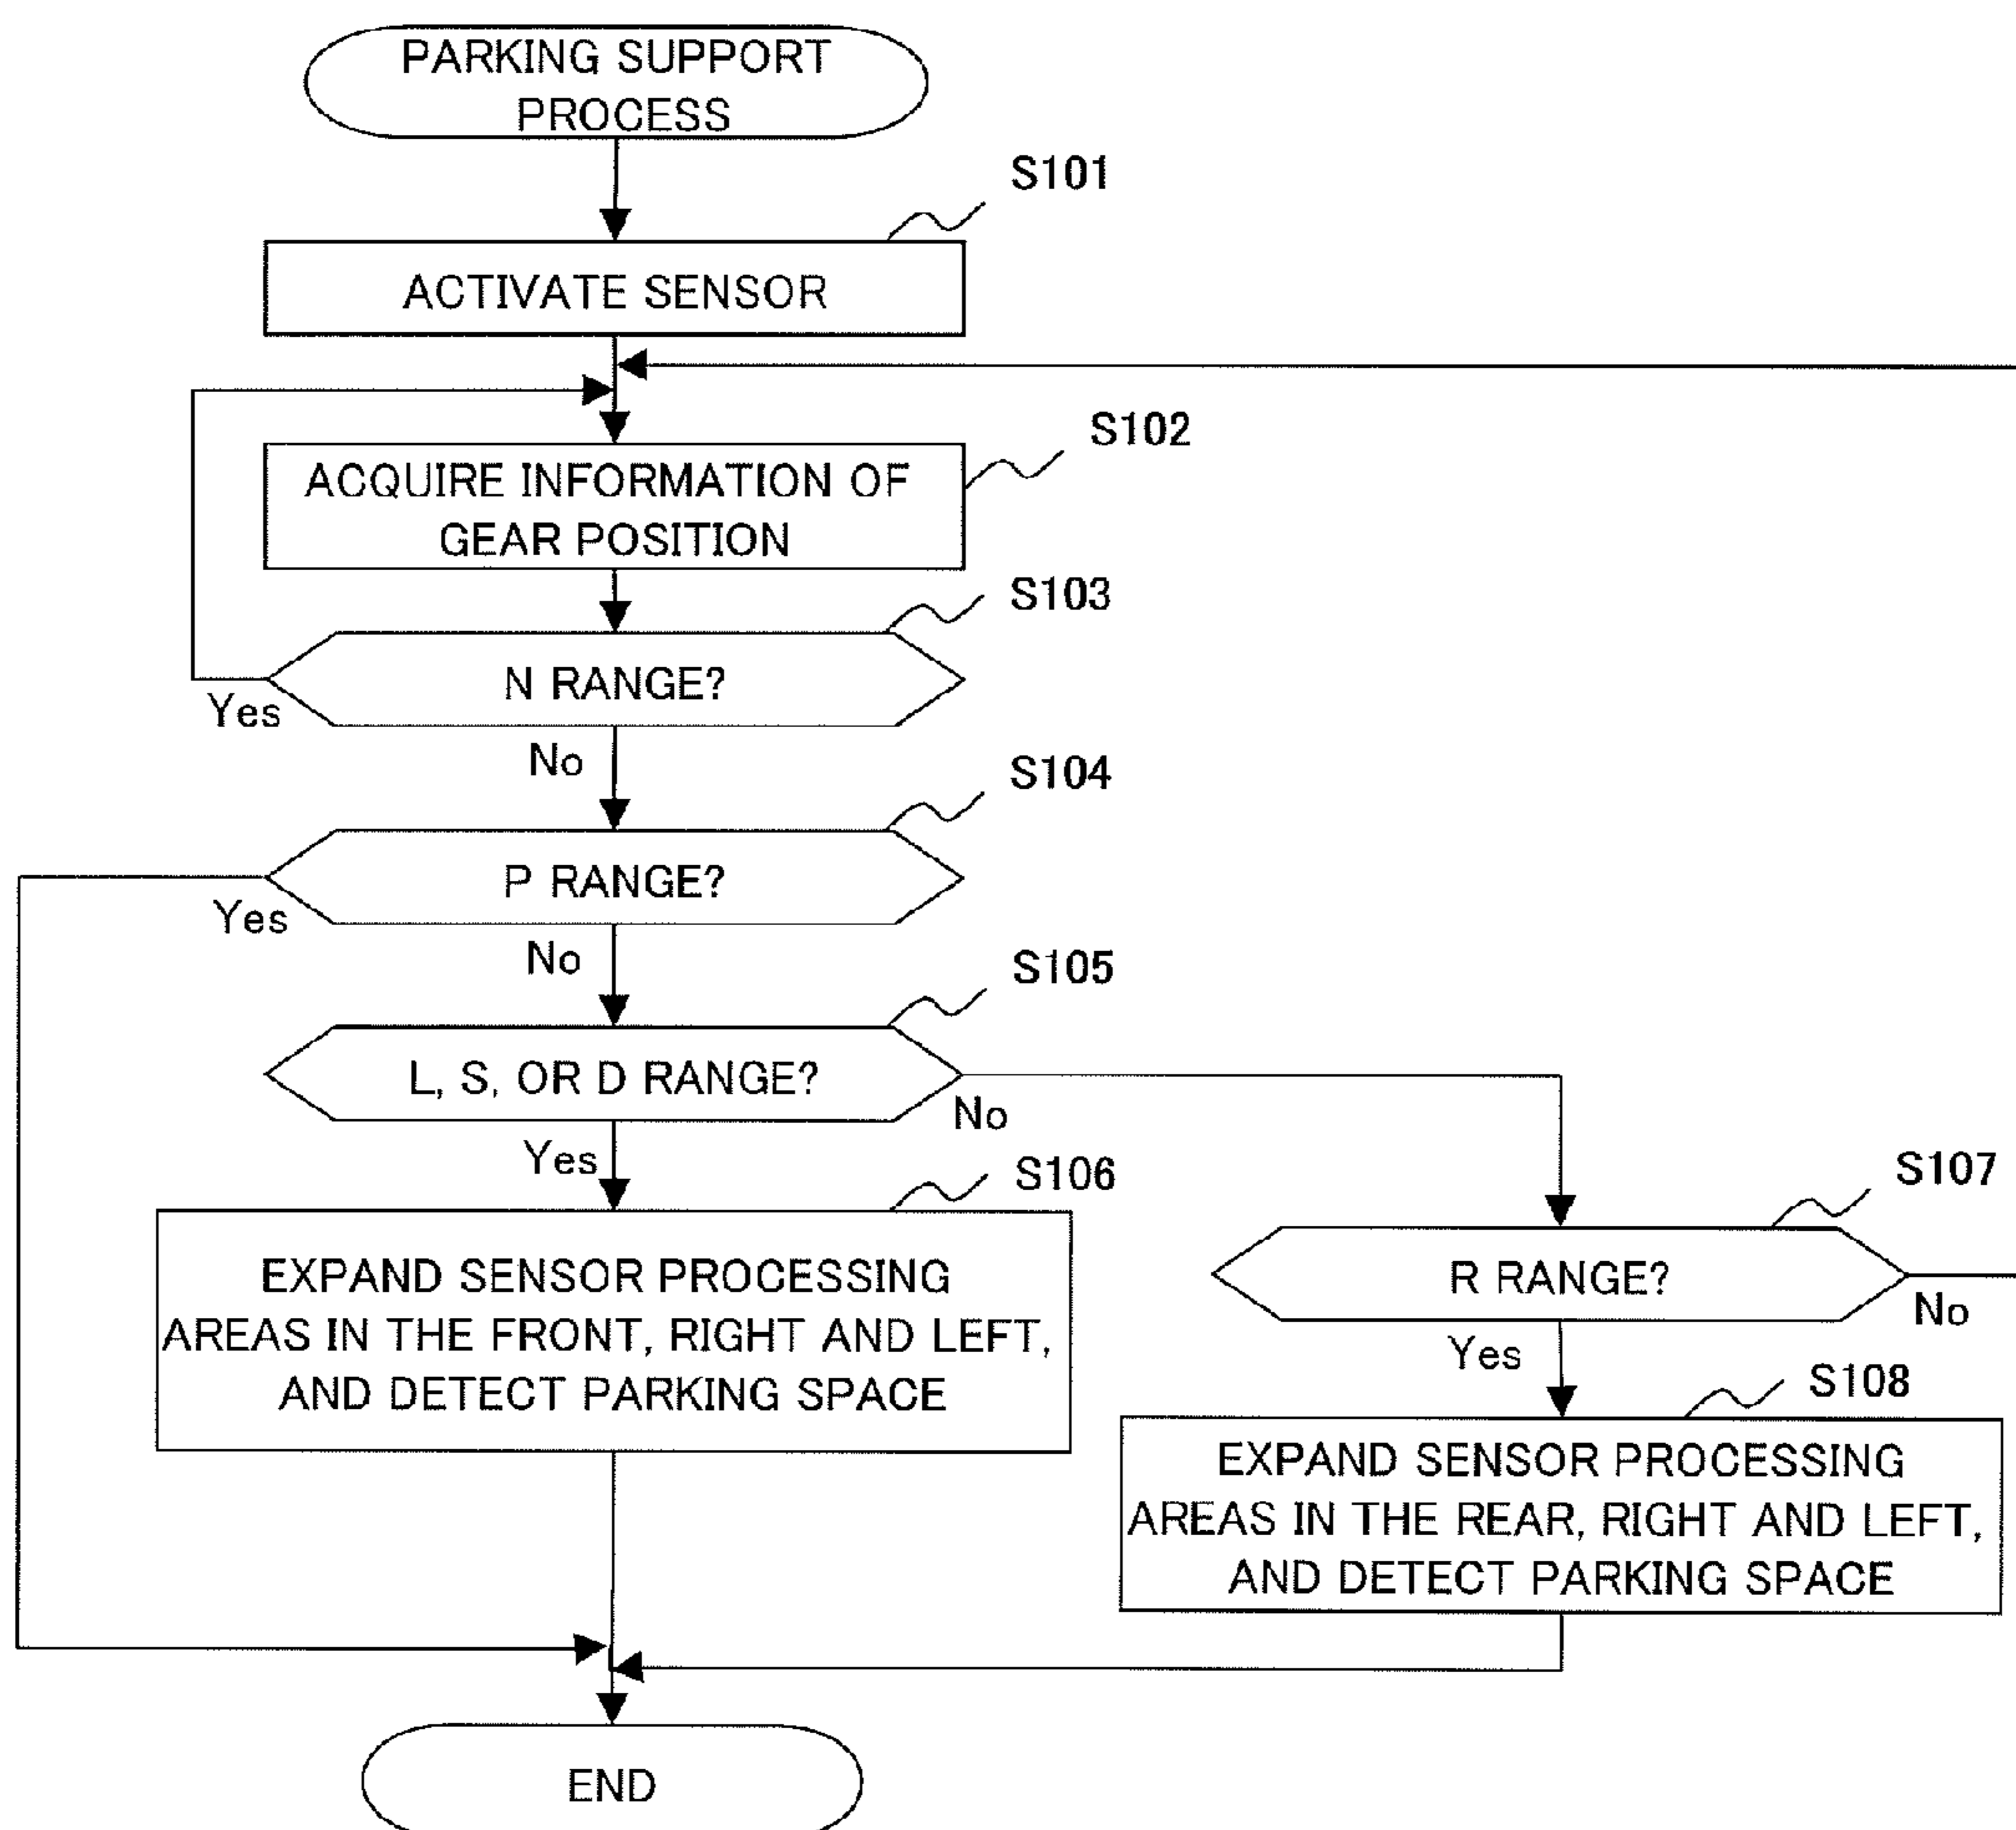 PARKING SUPPORT
PROCESS
S101
ACTIVATE SENSOR
S102
ACQUIRE INFORMATION OF
GEAR POSITION
S103
N RANGE?
Yes
No
S104
P RANGE?
Yes
No
S105
L, S, OR D RANGE?
No
Yes
S106
EXPAND SENSOR PROCESSING
AREAS IN THE FRONT, RIGHT AND LEFT,
AND DETECT PARKING SPACE
S107
R RANGE?
No
Yes
S108
EXPAND SENSOR PROCESSING
AREAS IN THE REAR, RIGHT AND LEFT,
AND DETECT PARKING SPACE
END